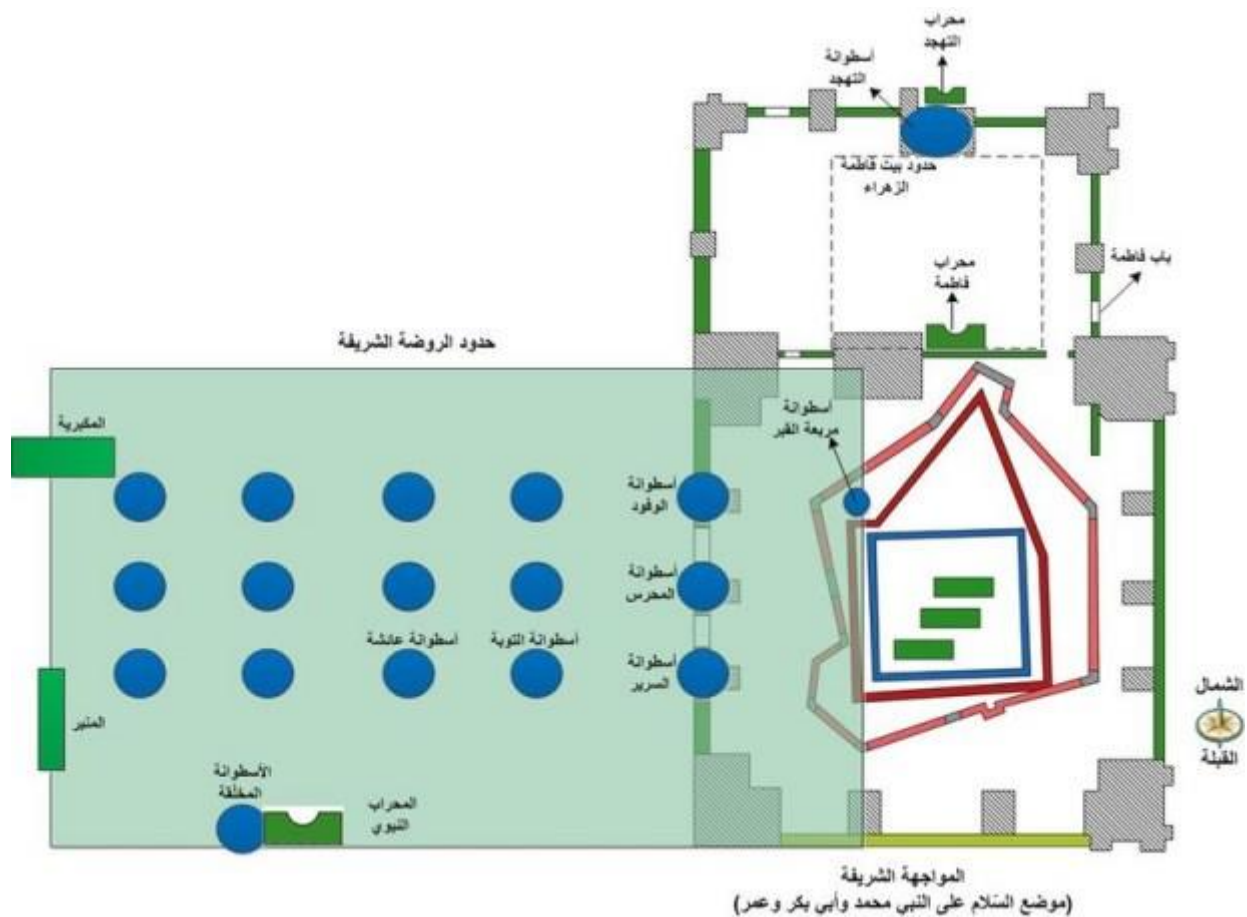 محراب
التهجد
أسطوانة
التهجد
حدود بيت فاطمة
الزهراء
محراب
فاطمة
باب فاطمة
حدود الروضة الشريفة
المكبرية
أسطوانة
مربعة القبر
أسطوانة
الوفود
أسطوانة
المحرس
أسطوانة عائشة
أسطوانة التوبة
أسطوانة
السرير
الشمال
القبلة
المنبر
الأسطوانة
المخلقة
المحراب
النبوي
المواجهة الشريفة
(موضع السّلام على النبي محمد وأبي بكر وعمر)